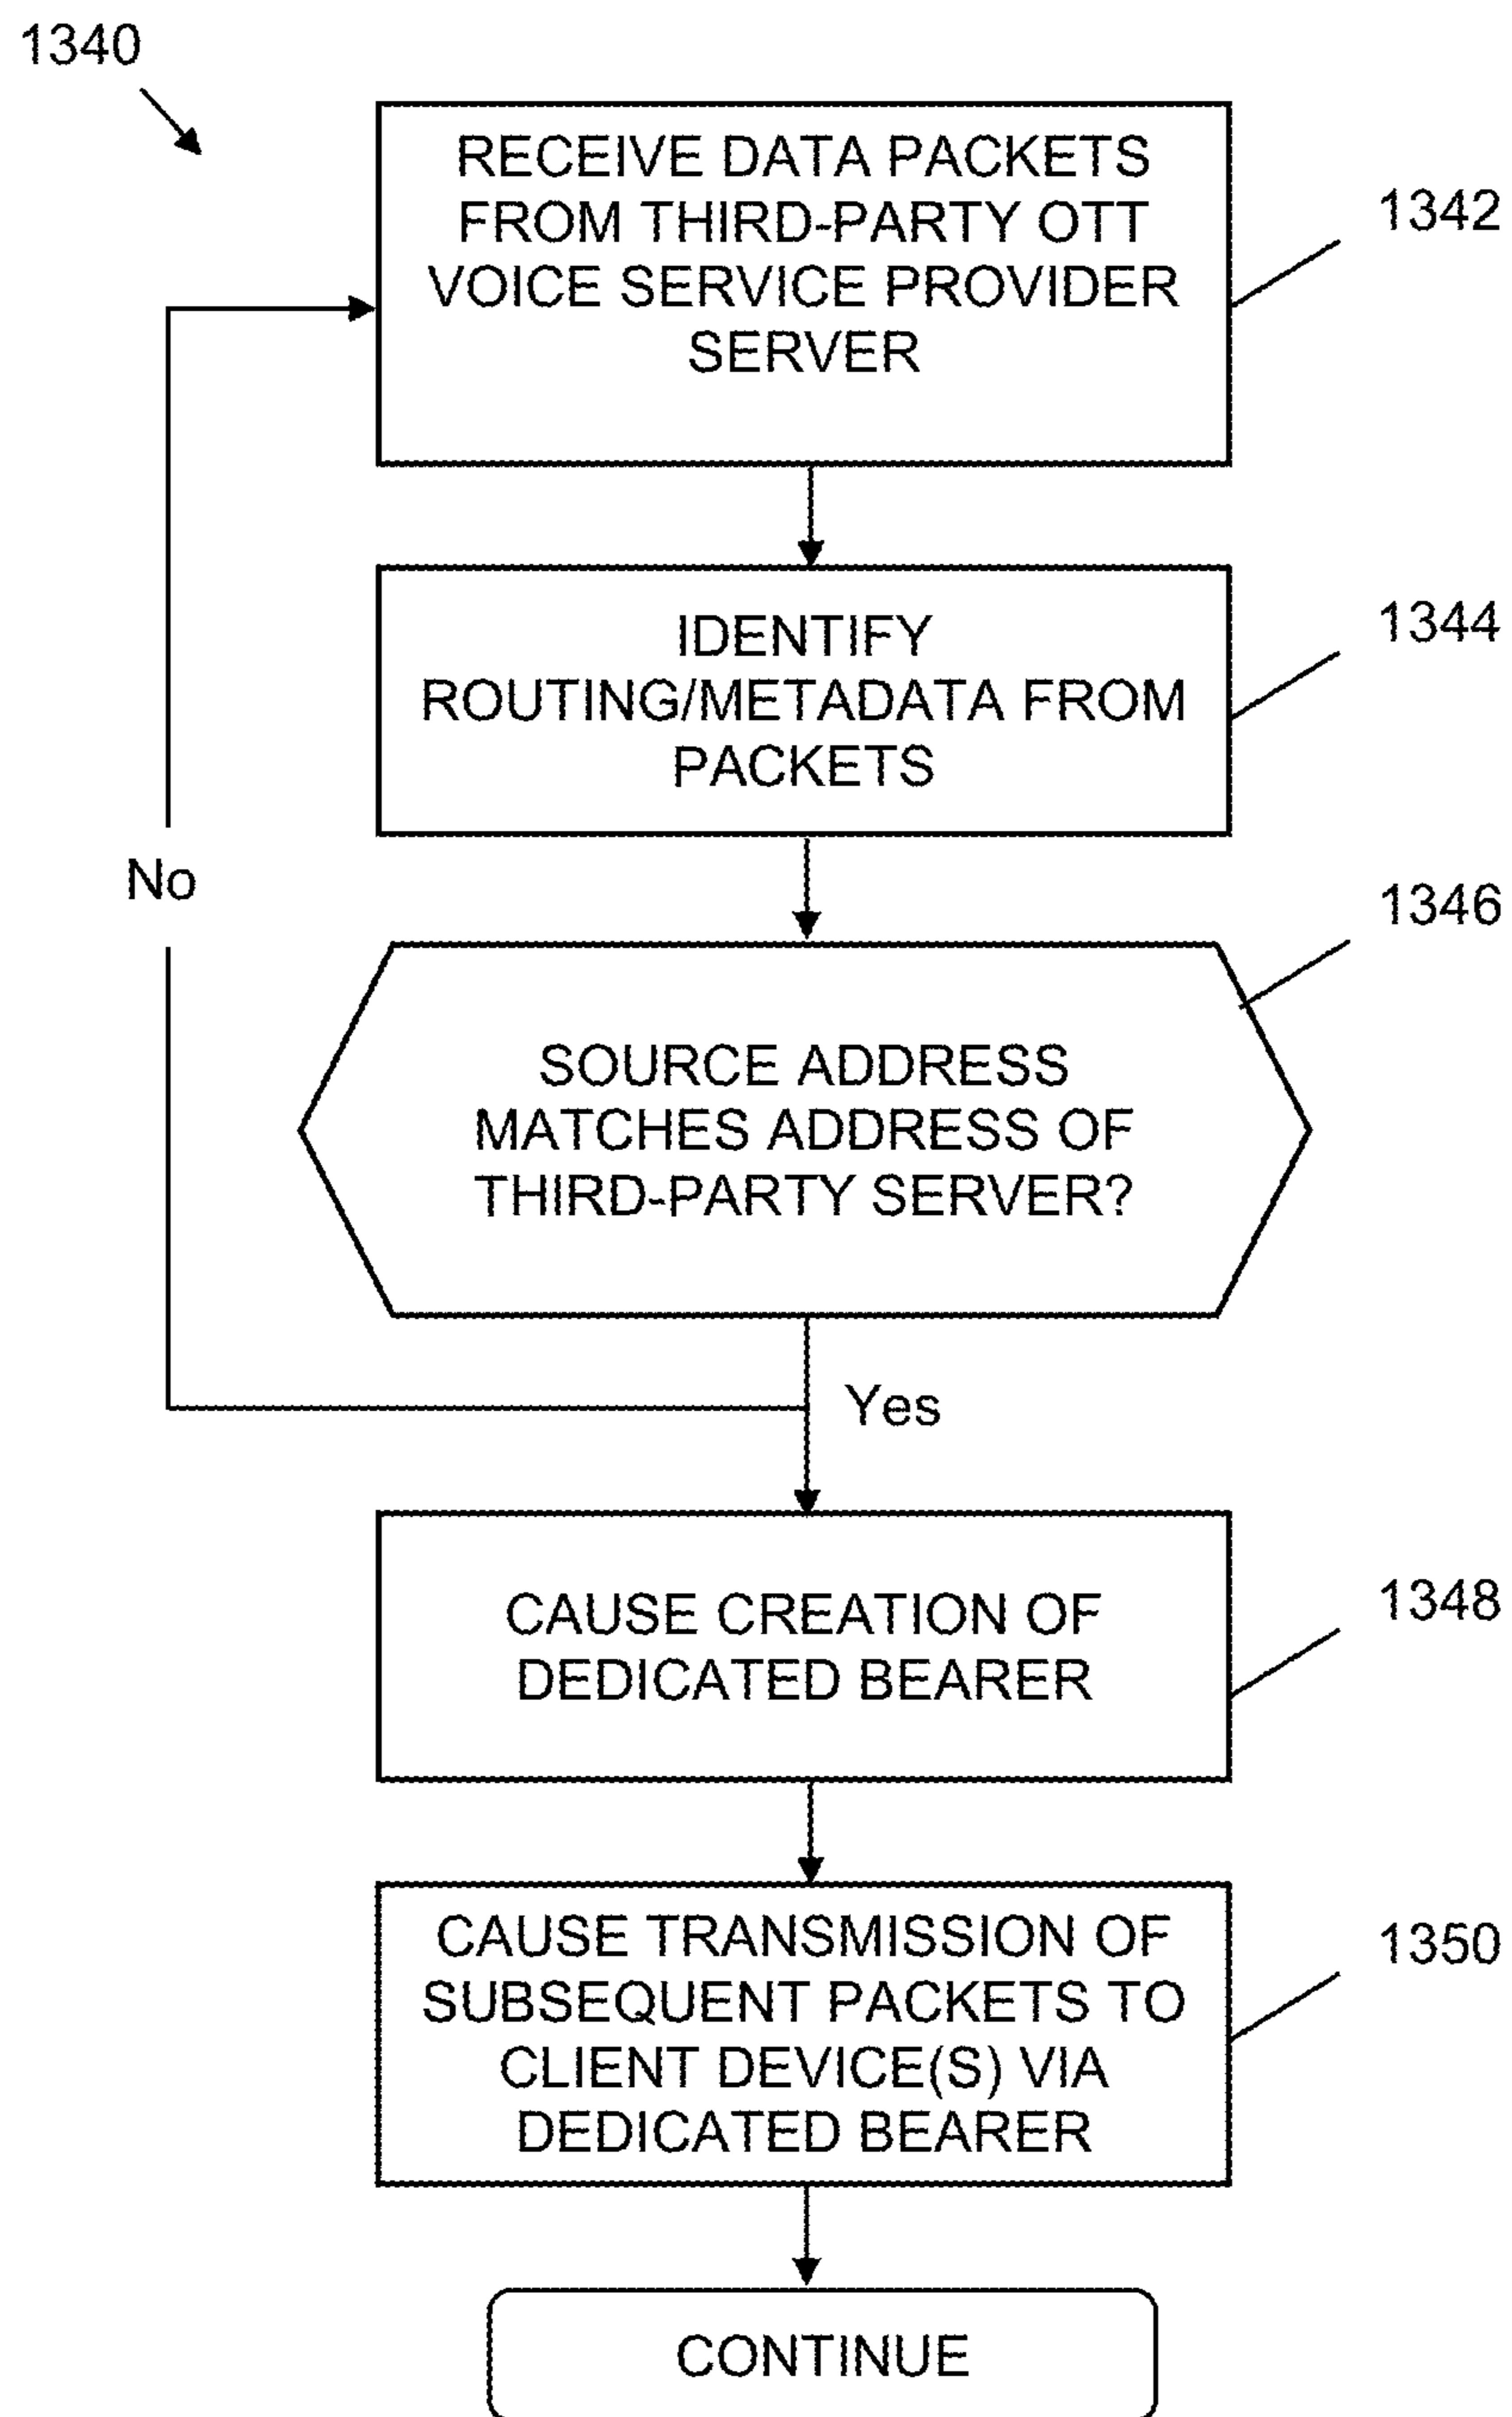 1340
RECEIVE DATA PACKETS
FROM THIRD-PARTY OTT
VOICE SERVICE PROVIDER
SERVER
1342
IDENTIFY
ROUTING/METADATA FROM
PACKETS
1344
No
1346
SOURCE ADDRESS
MATCHES ADDRESS OF
THIRD-PARTY SERVER?
Yes
CAUSE CREATION OF
DEDICATED BEARER
1348
CAUSE TRANSMISSION OF
SUBSEQUENT PACKETS TO
CLIENT DEVICE(S) VIA
DEDICATED BEARER
1350
CONTINUE